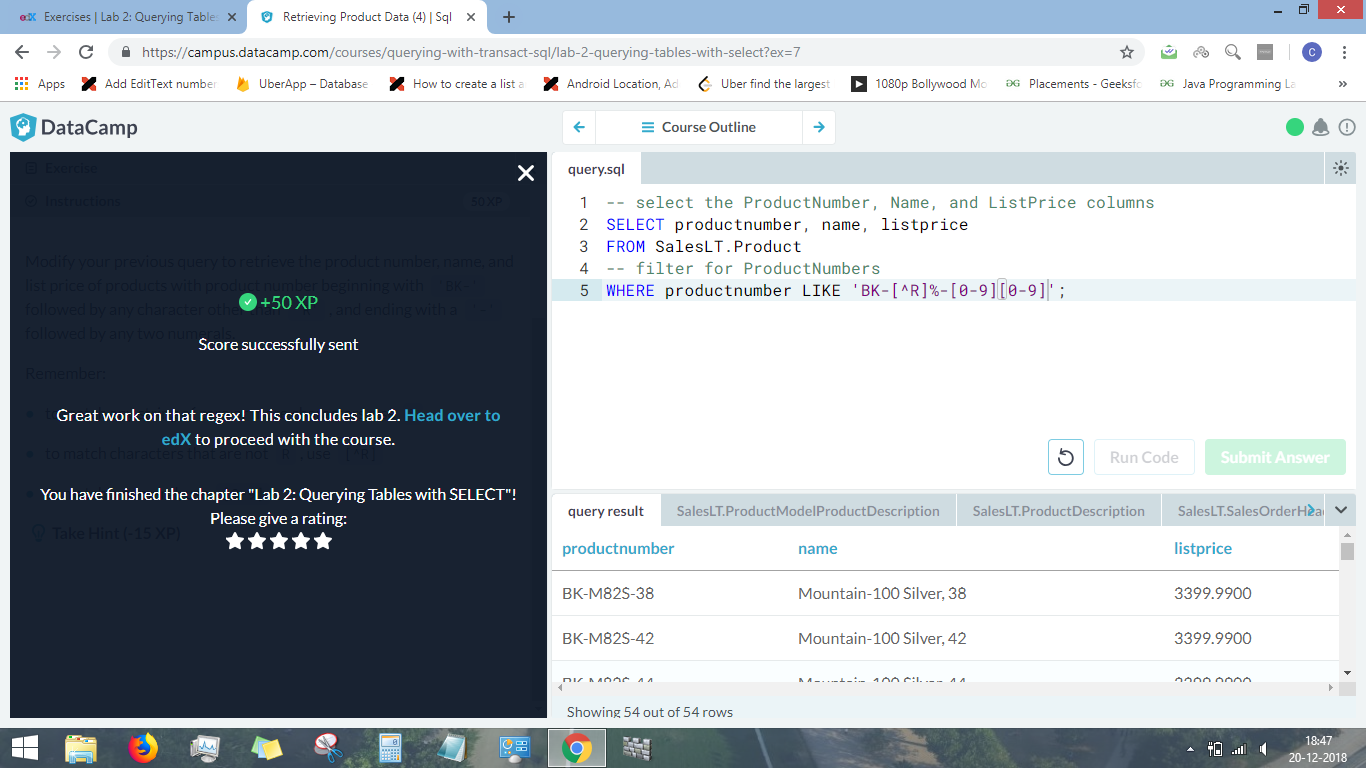 edX Exercises | Lab 2: Querying Table
Retrieving Product Data (4) | Sql
https://campus.datacamp.com/courses/querying-with-transact-sql/lab-2-querying-tables-with-select?ex=7
C
Apps
Add EditText number
UberApp – Database
How to create a list a
Android Location, Ad
Uber find the largest
1080p Bollywood Mo
Placements - Geeksfo
Java Programming La
»
DataCamp
Course Outline
Exercise
Instructions
50 XP
Modify your previous query to retrieve the product number, name, and
list price of products with product number beginning with 'BK-'
followed by any character other than
, and ending with a
followed by any two numerals.
Remember:
to match characters that are not R , use [^R]
Take Hint (-15 XP)
+50 XP
Score successfully sent
Great work on that regex! This concludes lab 2. Head over to
edX to proceed with the course.
You have finished the chapter "Lab 2: Querying Tables with SELECT"!
Please give a rating:
query.sql
1 -- select the ProductNumber, Name, and ListPrice columns
2 SELECT productnumber, name, listprice
3 FROM SalesLT.Product
4 -- filter for ProductNumbers
5 WHERE productnumber LIKE 'BK-[^R]%-[0-9][0-9]';
Run Code
Submit Answer
query result
SalesLT.ProductModelProductDescription
SalesLT.ProductDescription
SalesLT.SalesOrderHea
productnumber name listprice
BK-M82S-38 Mountain-100 Silver, 38 3399.9900
BK-M82S-42 Mountain-100 Silver, 42 3399.9900
BK-M82S-44 Mountain-100 Silver, 44 3399.9900
Showing 54 out of 54 rows
18:47
20-12-2018